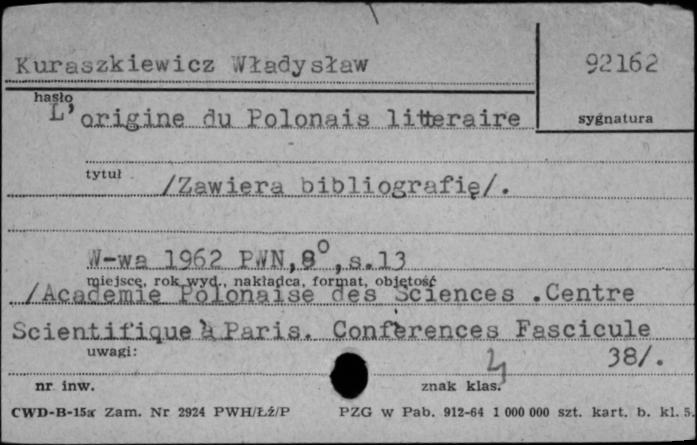 Kuraszkiewicz Władysław
92162
hasło
sygnatura
L'origine du Polonais litteraire
tytuł
/Zawiera bibliografię/.
W-wa 1962 PWN,8°,s.13
miejsce, rok wyd., nakładca, format, objętość
/Academie Polonaise des Sciences .Centre
Scientifique à Paris. Conférences Fascicule
uwagi:
38/.
4
nr inw.
znak klas.
CWD-B-15a Zam. Nr 2924 PWH/Łź/P
PZG w Pab. 912-64 1 000 000 szt. kart. b. kl. 5.